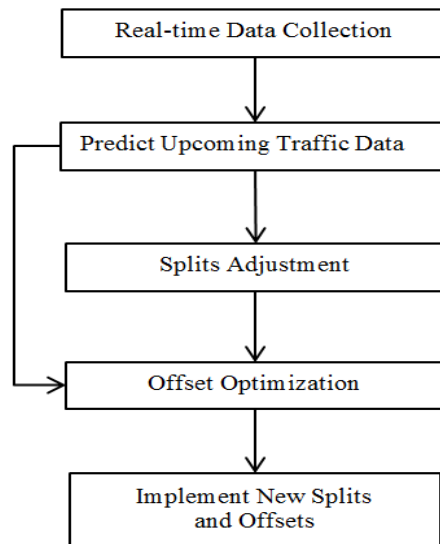 Real-time Data Collection
Predict Upcoming Traffic Data
Splits Adjustment
Offset Optimization
Implement New Splits
and Offsets